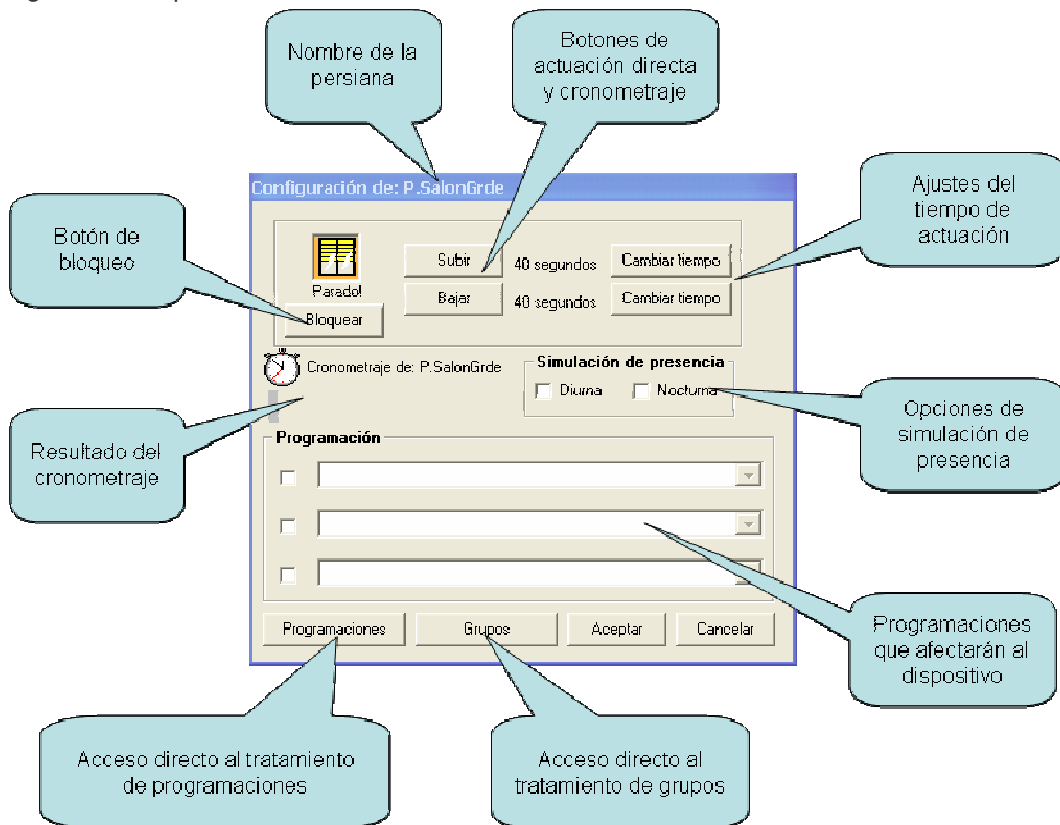 Nombre de la
persiana
Botones de
actuación directa
y cronometraje
Configuración de: P.SalonGrde
Ajustes del
tiempo de
actuación
Botón de
bloqueo
Subir
40 segundos
Cambiar tiempo
Parado!
Bajar
40 segundos
Cambiar tiempo
Bloquear
Cronometraje de: P.SalonGrde
Simulación de presencia
Diurna
Nocturna
Opciones de
simulación de
presencia
Resultado del
cronometraje
Programación
Programaciones
Grupos
Aceptar
Cancelar
Programaciones
que afectarán al
dispositivo
Acceso directo al tratamiento
de programaciones
Acceso directo al
tratamiento de grupos